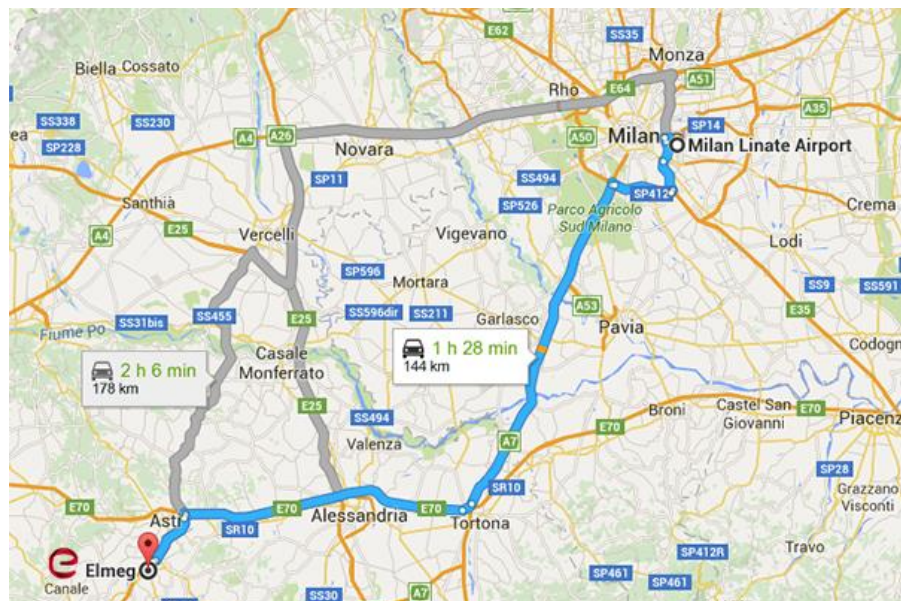 E62
SS35
Monza
Biella
Cossato
Rho
E64
A51
A35
SS338
SS230
SP228
A4
A26
Novara
A50
Milan
SP14
Milan Linate Airport
SP11
SS494
SP526
SP412
Crema
Santhià
Parco Agricolo
Sud Milano
A4
E25
Vercelli
Vigevano
Lodi
SP596
Mortara
SS9
SS591
SS596dir
SS211
A53
E35
Fiume Po
SS31bis
SS455
E25
Garlasco
Pavia
Codogn
2 h 6 min
178 km
Casale
Monferrato
1 h 28 min
144 km
E25
SS494
Broni
Castel San
Giovanni
E70
Piacenz
Valenza
A7
E70
SP28
SR10
Grazzano
Visconti
E70
Asti
SR10
E70
Alessandria
E70
Tortona
e
Elmeg
Canale
SS30
A7
SP412R
Travo
SP461
SP461